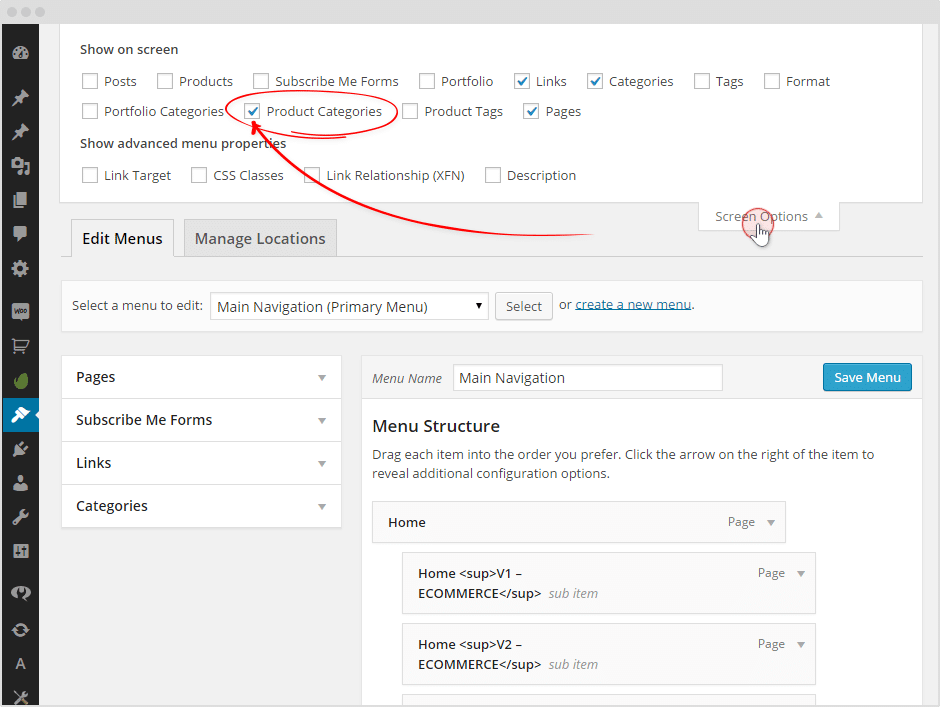 Show on screen
Posts Products Subscribe Me Forms Portfolio Links Categories Tags Format
Portfolio Categories Product Categories Product Tags Pages
Show advanced menu properties
Link Target CSS Classes Link Relationship (XFN) Description
Screen Options
Edit Menus Manage Locations
Select a menu to edit: Main Navigation (Primary Menu) Select or create a new menu.
Pages
Subscribe Me Forms
Links
Categories
Menu Name Main Navigation Save Menu
Menu Structure
Drag each item into the order you prefer. Click the arrow on the right of the item to
reveal additional configuration options.
Home Page
Home <sup>V1 – Page
ECOMMERCE</sup> sub item
Home <sup>V2 – Page
ECOMMERCE</sup> sub item
WOO
A